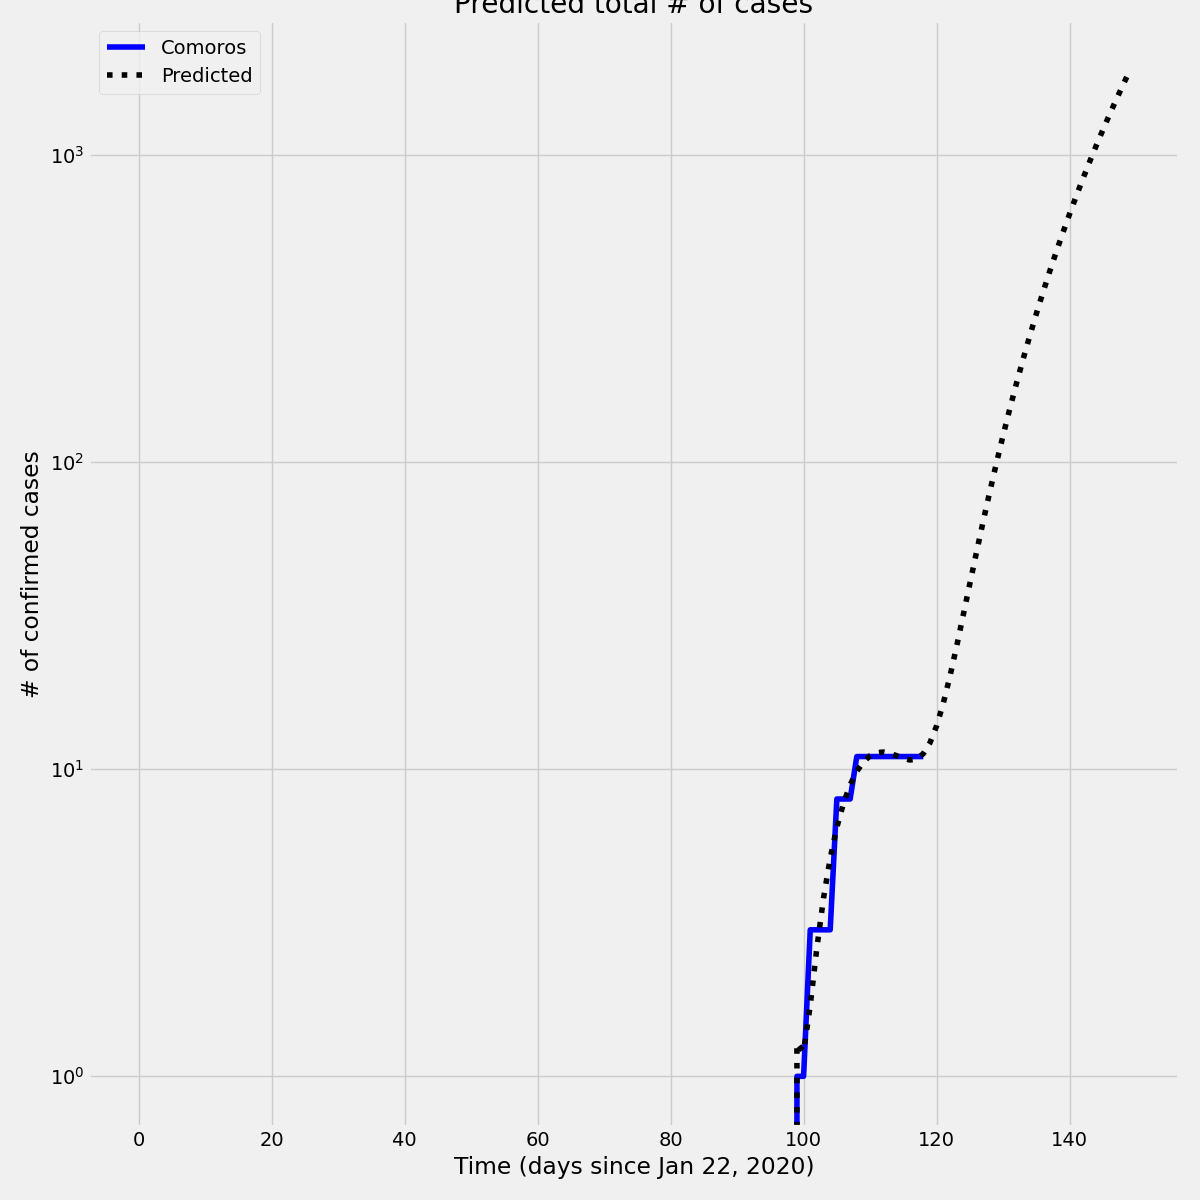 Predicted total # of cases
Comoros
Predicted
10³
10²
10¹
10⁰
# of confirmed cases
0 20 40 60 80 100 120 140
Time (days since Jan 22, 2020)